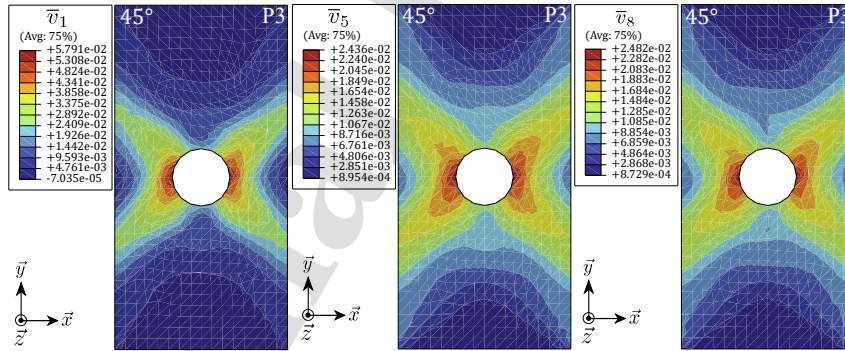 v̅₁
(Avg: 75%)
+5.791e-02
+5.308e-02
+4.824e-02
+4.341e-02
+3.858e-02
+3.375e-02
+2.892e-02
+2.409e-02
+1.926e-02
+1.442e-02
+9.593e-03
+4.761e-03
-7.035e-05
45°
P3
y⃗
z⃗
x⃗
v̅₅
(Avg: 75%)
+2.436e-02
+2.240e-02
+2.045e-02
+1.849e-02
+1.654e-02
+1.458e-02
+1.263e-02
+1.067e-02
+8.716e-03
+6.761e-03
+4.806e-03
+2.851e-03
+8.954e-04
45°
P3
y⃗
z⃗
x⃗
v̅₈
(Avg: 75%)
+2.482e-02
+2.282e-02
+2.083e-02
+1.883e-02
+1.684e-02
+1.484e-02
+1.285e-02
+1.085e-02
+8.854e-03
+6.859e-03
+4.864e-03
+2.868e-03
+8.729e-04
45°
P3
y⃗
z⃗
x⃗